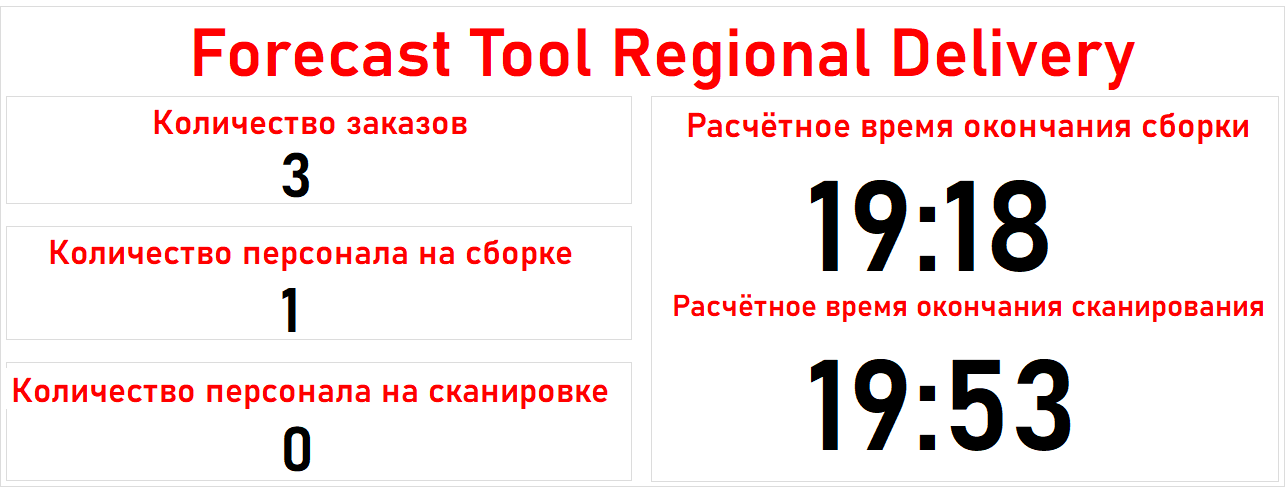 Forecast Tool Regional Delivery
Количество заказов
3
Количество персонала на сборке
1
Количество персонала на сканировке
0
Расчётное время окончания сборки
19:18
Расчётное время окончания сканирования
19:53